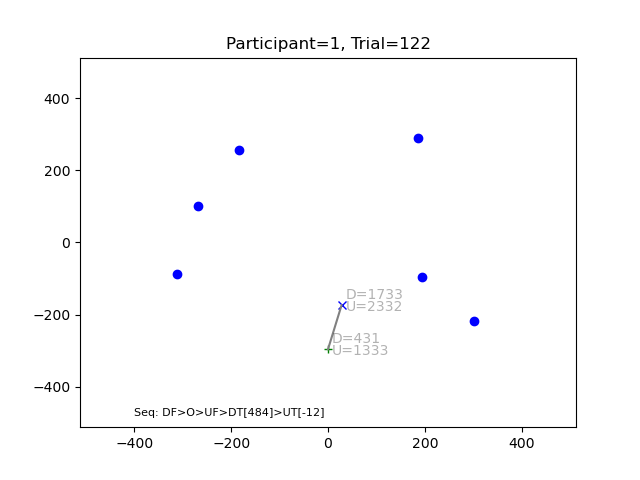 Participant=1, Trial=122
400
200
0
−200
−400
D=1733
U=2332
D=431
U=1333
Seq: DF>O>UF>DT[484]>UT[-12]
−400 −200 0 200 400